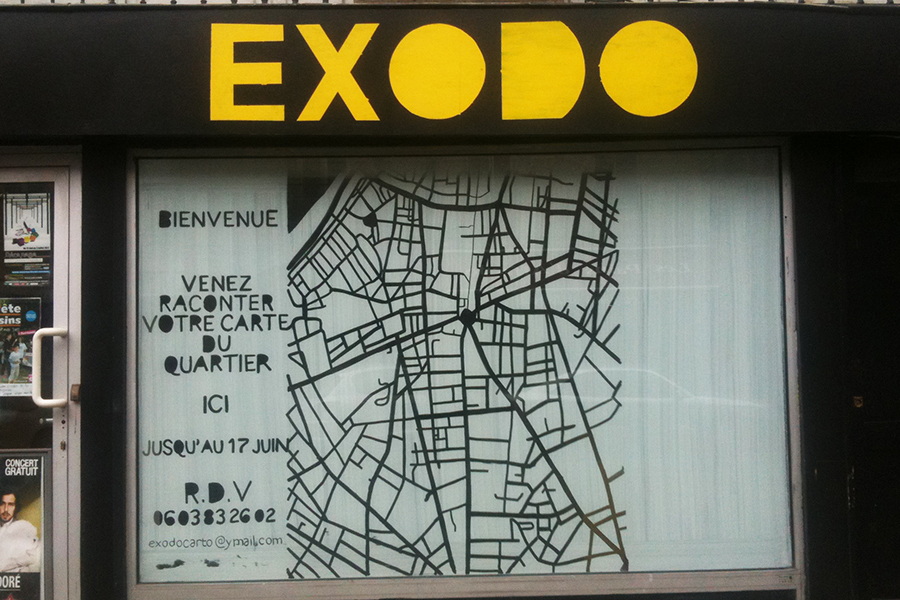 EXODO
BIENVENUE
VENEZ
RACONTER
VOTRE CARTE
DU
QUARTIER
ICI
JUSQU'AU 17 JUIN
R.D.V
0603832602
exodocarto@ymail.com
CONCERT
GRATUIT